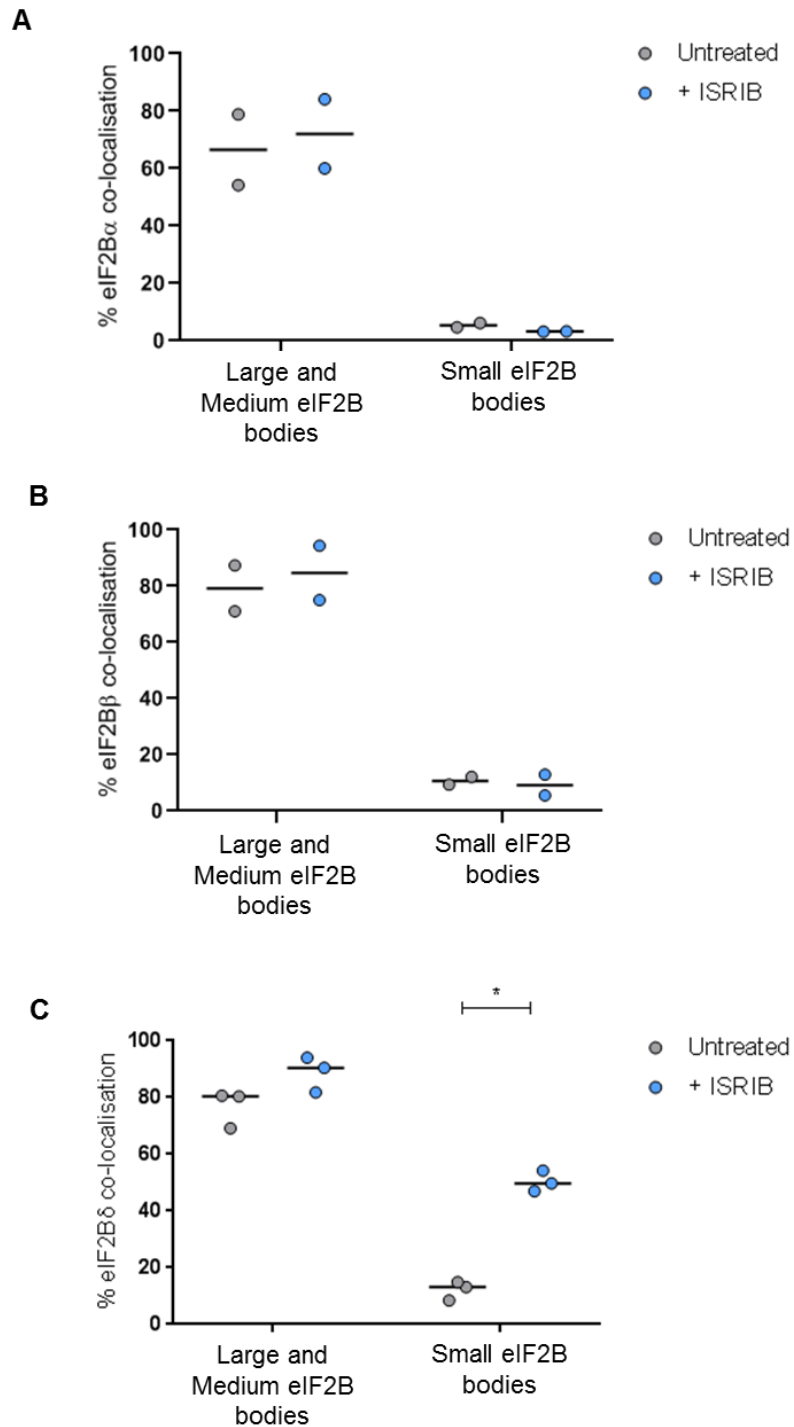 A
% eIF2Bα co-localisation
100
80
60
40
20
0
Large and
Medium eIF2B
bodies
Small eIF2B
bodies
Untreated
+ ISRIB
B
% eIF2Bβ co-localisation
100
80
60
40
20
0
Large and
Medium eIF2B
bodies
Small eIF2B
bodies
Untreated
+ ISRIB
C
% eIF2Bδ co-localisation
100
80
60
40
20
0
*
Large and
Medium eIF2B
bodies
Small eIF2B
bodies
Untreated
+ ISRIB